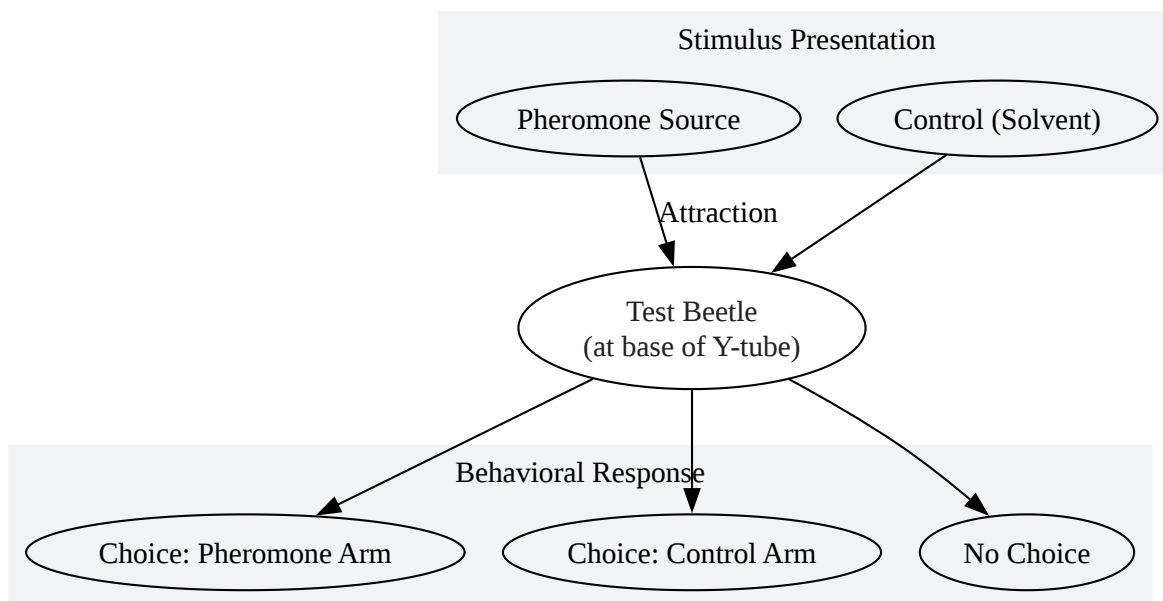 Stimulus Presentation
Pheromone Source
Control (Solvent)
Attraction
Test Beetle
(at base of Y-tube)
Behavioral Response
Choice: Pheromone Arm
Choice: Control Arm
No Choice